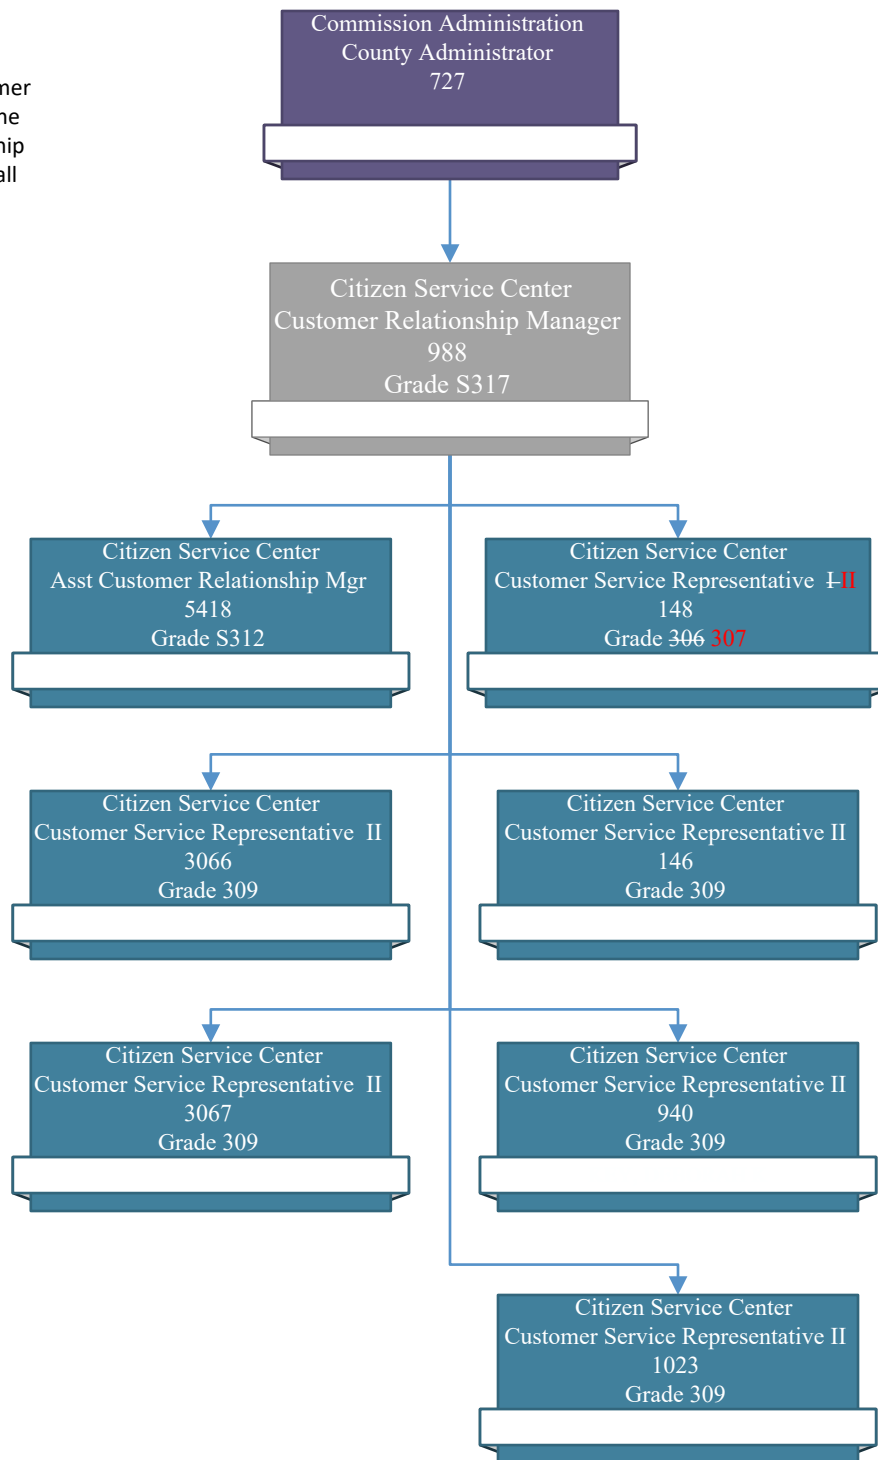 Commission Administration
County Administrator
727
all
Citizen Service Center
Customer Relationship Manager
988
Grade S317
Citizen Service Center
Asst Customer Relationship Mgr
5418
Grade S312
Citizen Service Center
Customer Service Representative I II
148
Grade 306 307
Citizen Service Center
Customer Service Representative II
3066
Grade 309
Citizen Service Center
Customer Service Representative II
146
Grade 309
Citizen Service Center
Customer Service Representative II
3067
Grade 309
Citizen Service Center
Customer Service Representative II
940
Grade 309
Citizen Service Center
Customer Service Representative II
1023
Grade 309